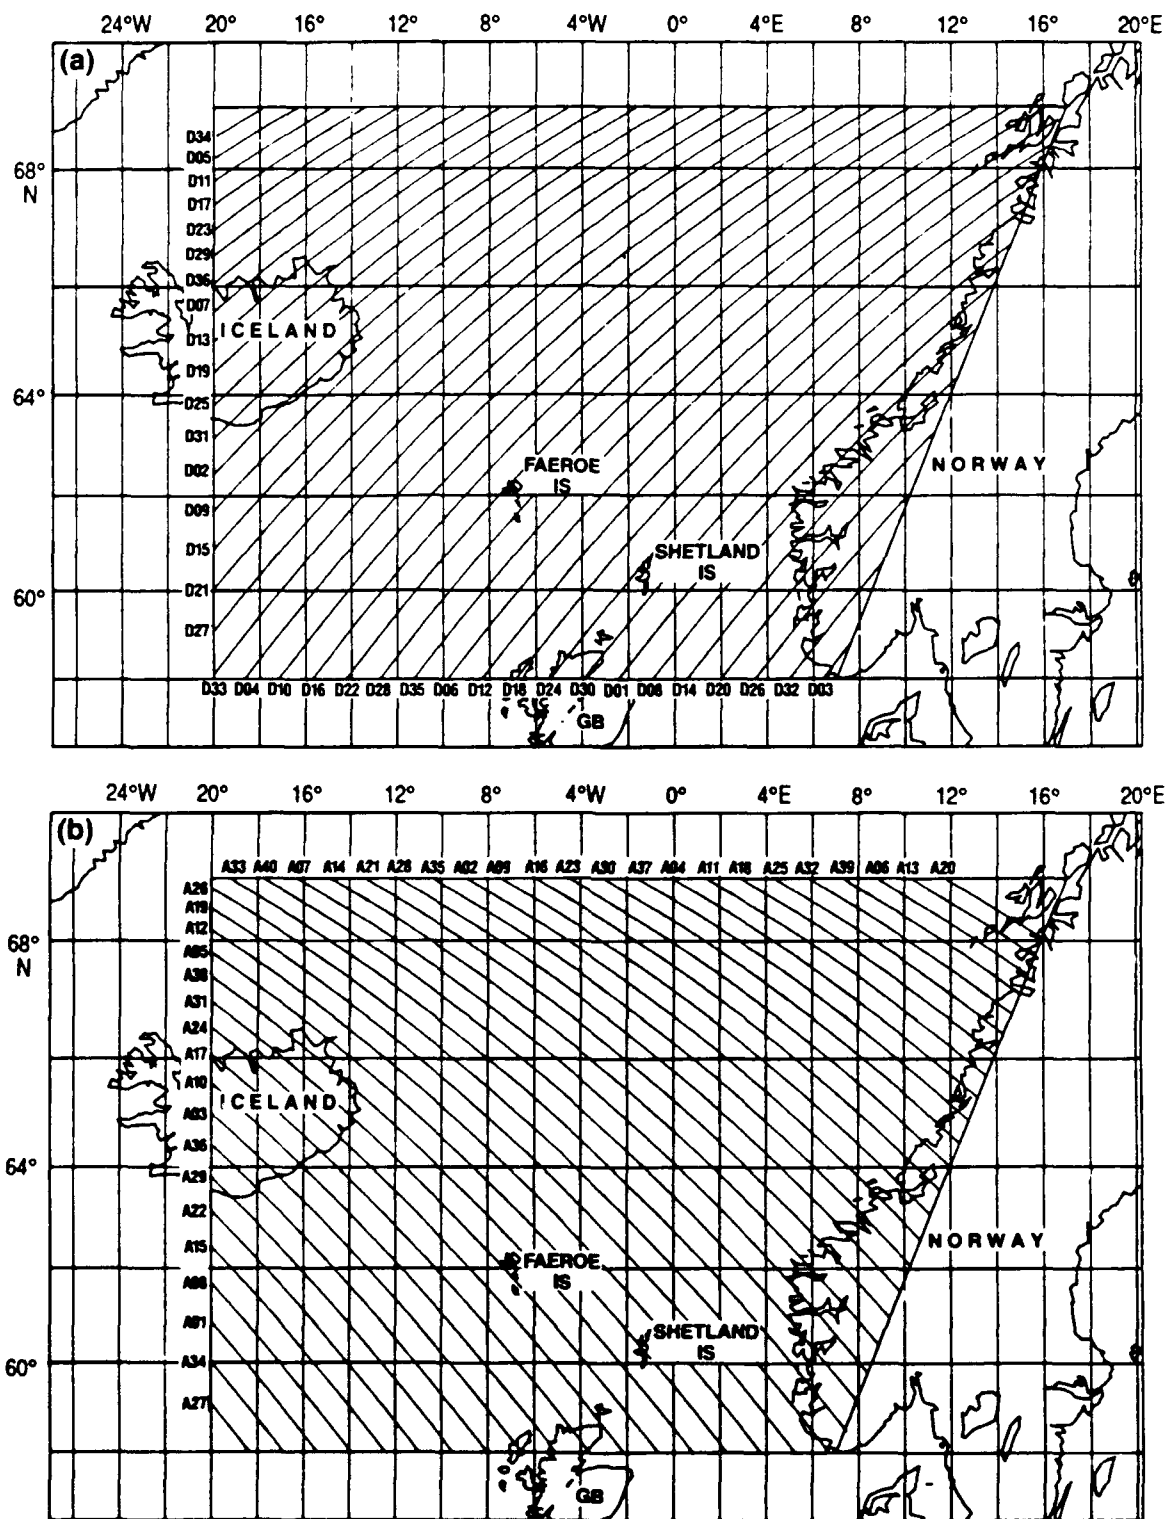 24°W 20° 16° 12° 8° 4°W 0° 4°E 8° 12° 16° 20°E
(a)
D34
D05
68°
N
D11
D17
D23
D29
D36
D07
ICELAND
D13
D19
64°
D25
D31
FAEROE
IS
NORWAY
D02
D09
SHETLAND
IS
D15
60°
D21
D27
D33 D04 D10 D16 D22 D28 D35 D06 D12 D18 D24 D30 D01 D08 D14 D20 D26 D32 D03
GB
24°W 20° 16° 12° 8° 4°W 0° 4°E 8° 12° 16° 20°E
(b)
A33 A40 A07 A14 A21 A28 A35 A02 A09 A16 A23 A30 A37 A04 A11 A18 A25 A32 A39 A06 A13 A20
A26
A19
A12
68°
N
A05
A38
A31
A24
A17
A10
ICELAND
A03
A36
64°
A29
A22
NORWAY
A15
FAEROE
IS
A08
A01
SHETLAND
IS
60°
A34
A27
GB